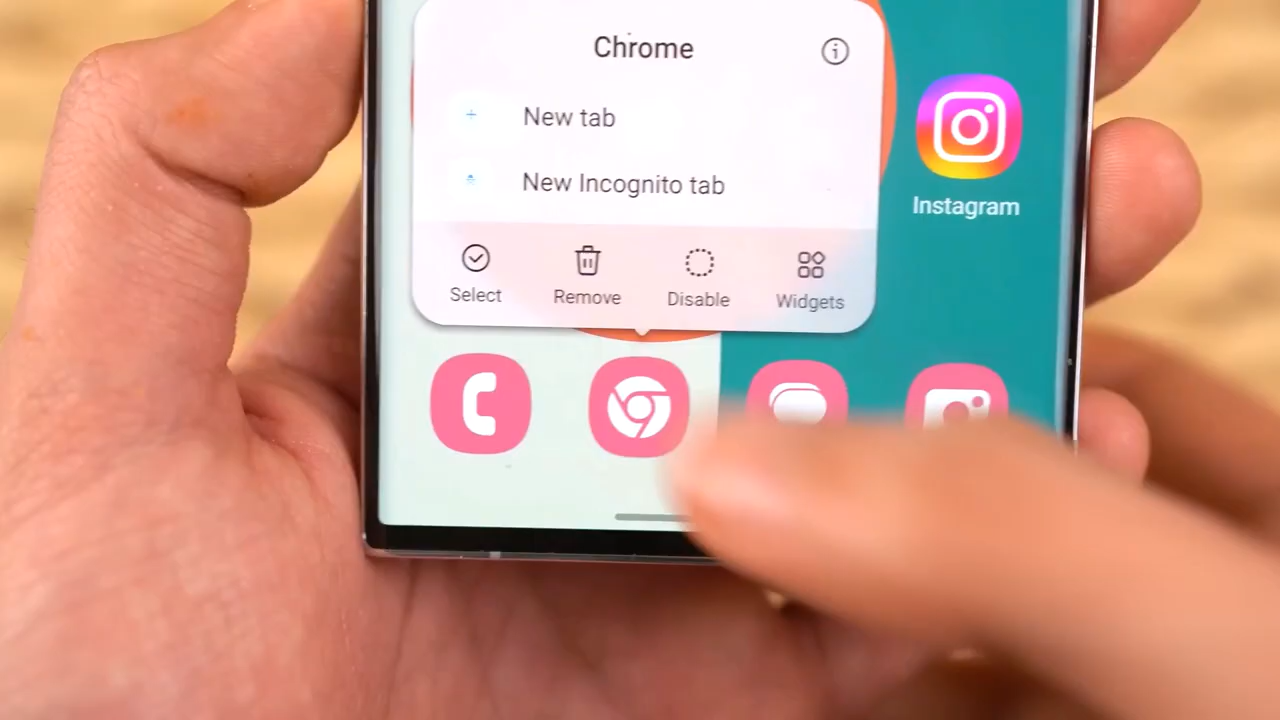 Chrome
New tab
New Incognito tab
Instagram
Select Remove Disable Widgets